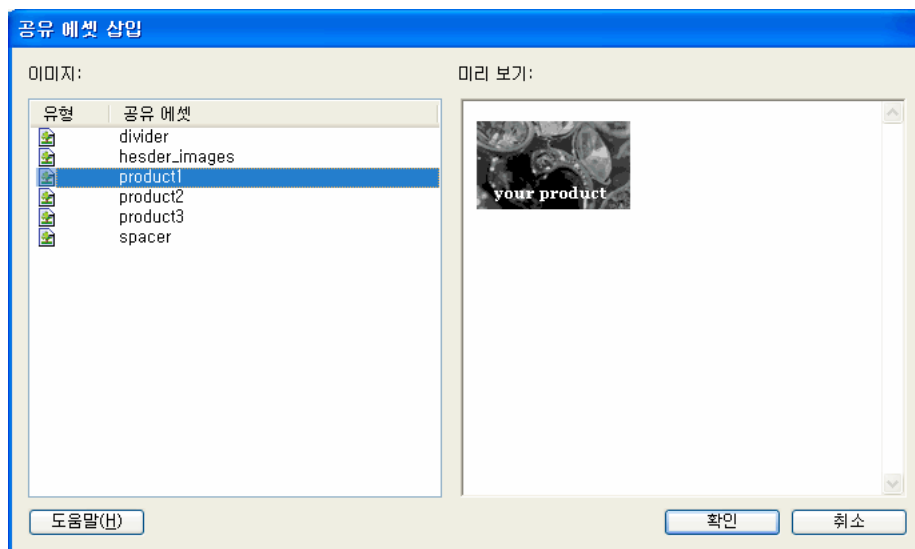 공유 에셋 삽입
이미지:
미리 보기:
유형 공유 에셋
divider
hesder_images
product1
product2
product3
spacer
your product
도움말(H)
확인
취소